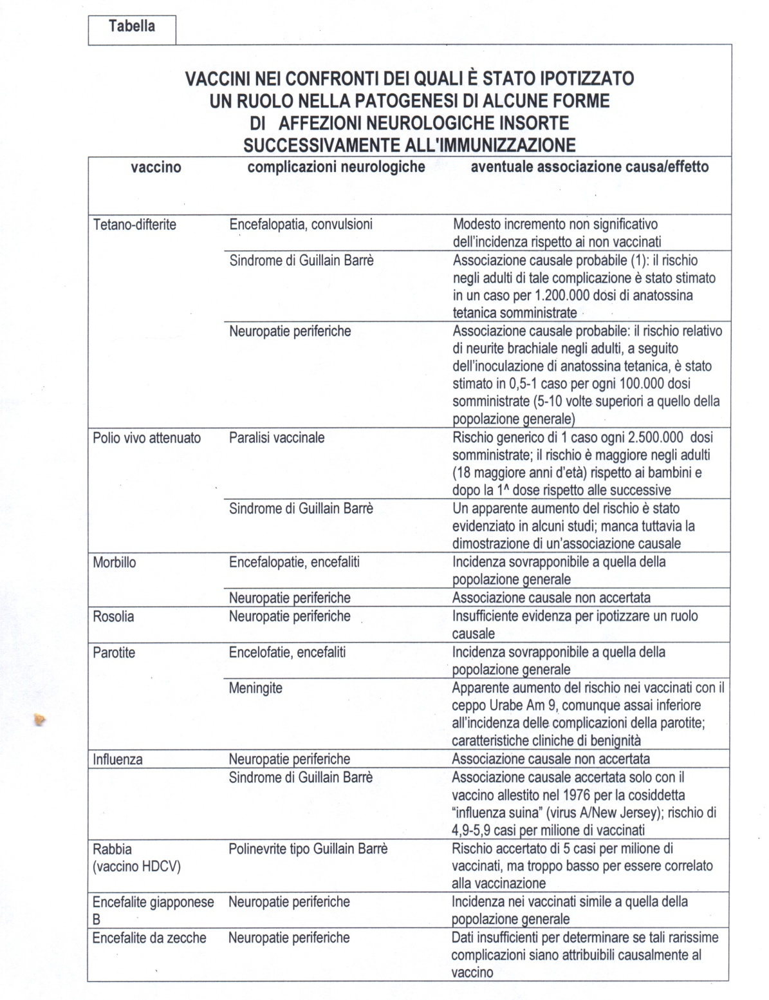 Tabella
VACCINI NEI CONFRONTI DEI QUALI È STATO IPOTIZZATO
UN RUOLO NELLA PATOGENESI DI ALCUNE FORME
DI AFFEZIONI NEUROLOGICHE INSORTE
SUCCESSIVAMENTE ALL'IMMUNIZZAZIONE
vaccino complicazioni neurologiche aventuale associazione causa/effetto
Tetano-difterite Encefalopatia, convulsioni Modesto incremento non significativo
dell'incidenza rispetto ai non vaccinati
Sindrome di Guillain Barrè Associazione causale probabile (1): il rischio
negli adulti di tale complicazione è stato stimato
in un caso per 1.200.000 dosi di anatossina
tetanica somministrate
Neuropatie periferiche Associazione causale probabile: il rischio relativo
di neurite brachiale negli adulti, a seguito
dell'inoculazione di anatossina tetanica, è stato
stimato in 0,5-1 caso per ogni 100.000 dosi
somministrate (5-10 volte superiori a quello della
popolazione generale)
Polio vivo attenuato Paralisi vaccinale Rischio generico di 1 caso ogni 2.500.000 dosi
somministrate; il rischio è maggiore negli adulti
(18 maggiore anni d'età) rispetto ai bambini e
dopo la 1^ dose rispetto alle successive
Sindrome di Guillain Barrè Un apparente aumento del rischio è stato
evidenziato in alcuni studi; manca tuttavia la
dimostrazione di un'associazione causale
Morbillo Encefalopatie, encefaliti Incidenza sovrapponibile a quella della
popolazione generale
Neuropatie periferiche Associazione causale non accertata
Rosolia Neuropatie periferiche Insufficiente evidenza per ipotizzare un ruolo
causale
Parotite Encelofatie, encefaliti Incidenza sovrapponibile a quella della
popolazione generale
Meningite Apparente aumento del rischio nei vaccinati con il
ceppo Urabe Am 9, comunque assai inferiore
all'incidenza delle complicazioni della parotite;
caratteristiche cliniche di benignità
Influenza Neuropatie periferiche Associazione causale non accertata
Sindrome di Guillain Barrè Associazione causale accertata solo con il
vaccino allestito nel 1976 per la cosiddetta
“influenza suina” (virus A/New Jersey); rischio di
4,9-5,9 casi per milione di vaccinati
Rabbia Polinevrite tipo Guillain Barrè Rischio accertato di 5 casi per milione di
(vaccino HDCV) vaccinati, ma troppo basso per essere correlato
alla vaccinazione
Encefalite giapponese Neuropatie periferiche Incidenza nei vaccinati simile a quella della
B popolazione generale
Encefalite da zecche Neuropatie periferiche Dati insufficienti per determinare se tali rarissime
complicazioni siano attribuibili causalmente al
vaccino